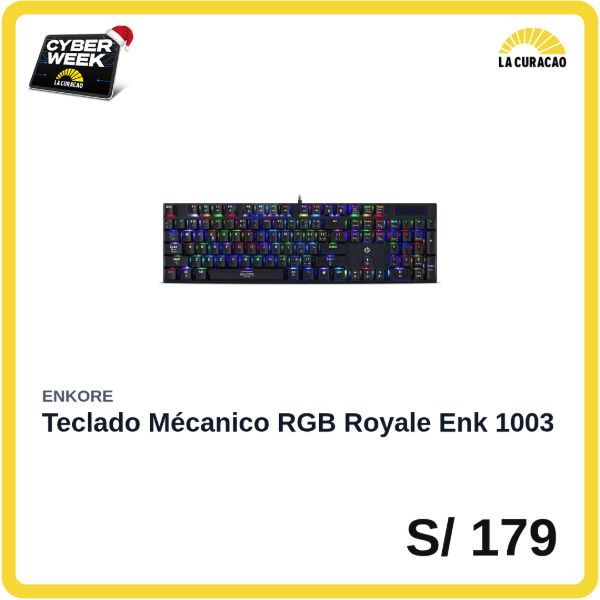 CYBER
WEEK
LA CURACAO
LA CURACAO
ENKORE
Teclado Mécanico RGB Royale Enk 1003
S/ 179